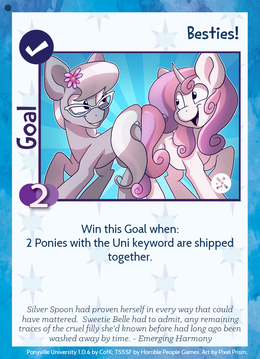 Besties!
Goal
2
Win this Goal when:
2 Ponies with the Uni keyword are shipped
together.
Silver Spoon had proven herself in every way that could
have mattered.  Sweetie Belle had to admit, any remaining
traces of the cruel filly she'd known before had long ago been
washed away by time. - Emerging Harmony
Ponyville University 1.0.6 by CofK. TSSSF by Horrible People Games. Art by Pixel Prism.